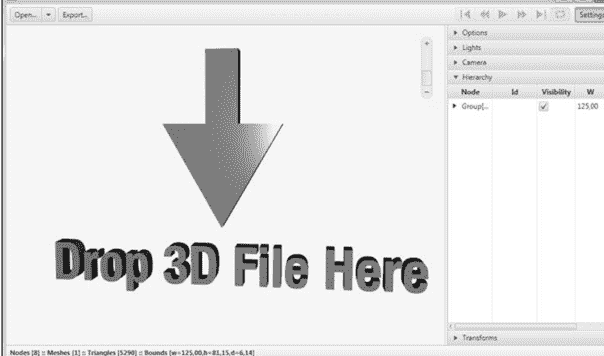 Open... Export... Settings
Options
Lights
Camera
Hierarchy
Node Id Visibility W
Group(... 125,00
Drop 3D File Here
Transforms
Nodes [8] :: Meshes [1] :: Triangles [5290] :: Bounds [w=125,00,h=81,15,d=6,14]